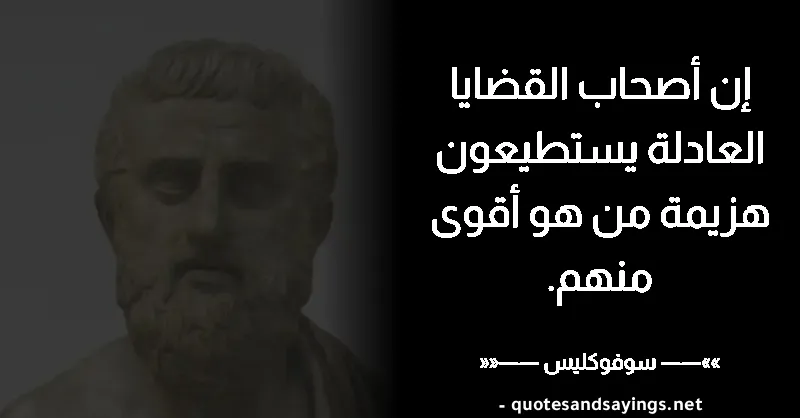 إن أصحاب القضايا
العادلة يستطيعون
هزيمة من هو أقوى
منهم.
»»—— سوفوكليس ——««
- quotesandsayings.net